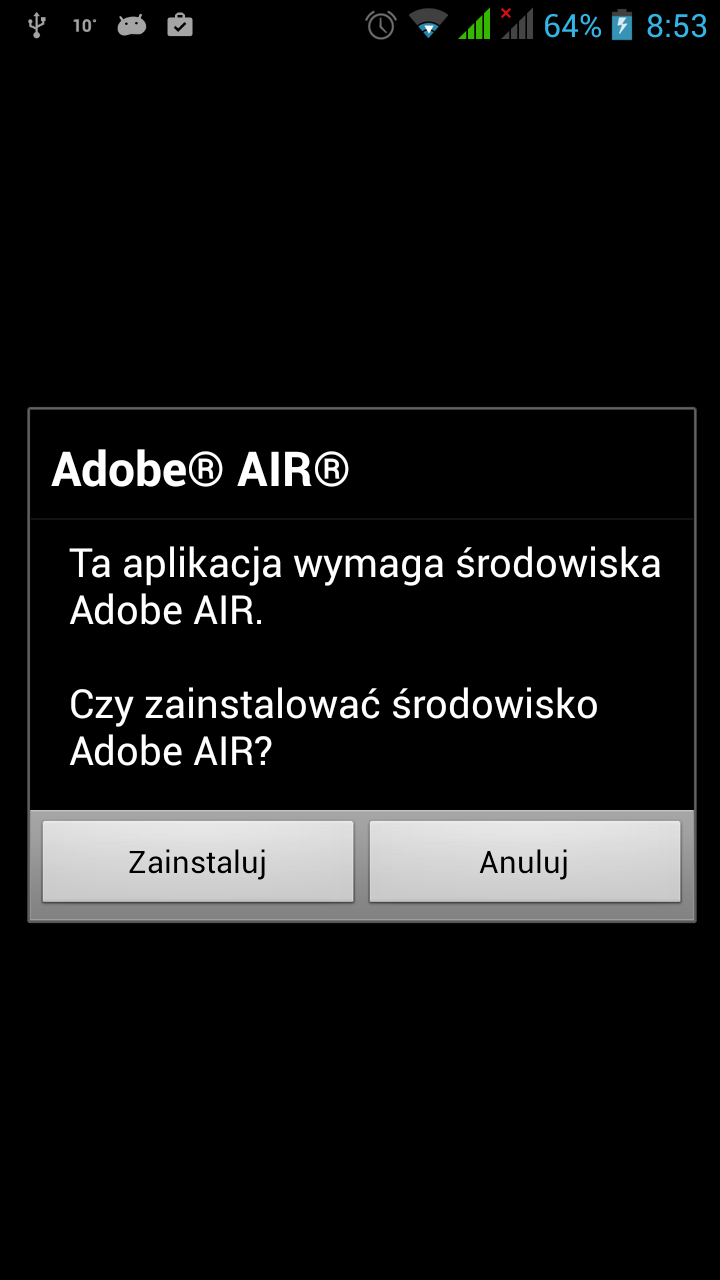 10° 64% 8:53
Adobe® AIR®
Ta aplikacja wymaga środowiska
Adobe AIR.
Czy zainstalować środowisko
Adobe AIR?
Zainstaluj Anuluj